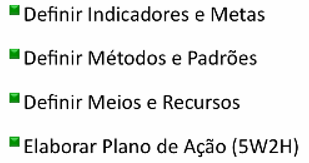 Definir Indicadores e Metas
Definir Métodos e Padrões
Definir Meios e Recursos
Elaborar Plano de Ação (5W2H)